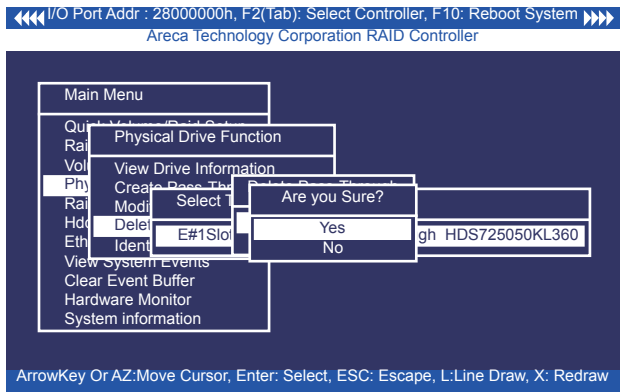 I/O Port Addr : 28000000h, F2(Tab): Select Controller, F10: Reboot System
Areca Technology Corporation RAID Controller
Main Menu
Physical Drive Function
View Drive Information
Select
Are you Sure?
E#1Slot
Yes
HDS725050KL360
No
View System Events
Clear Event Buffer
Hardware Monitor
System information
ArrowKey Or AZ:Move Cursor, Enter: Select, ESC: Escape, L:Line Draw, X: Redraw